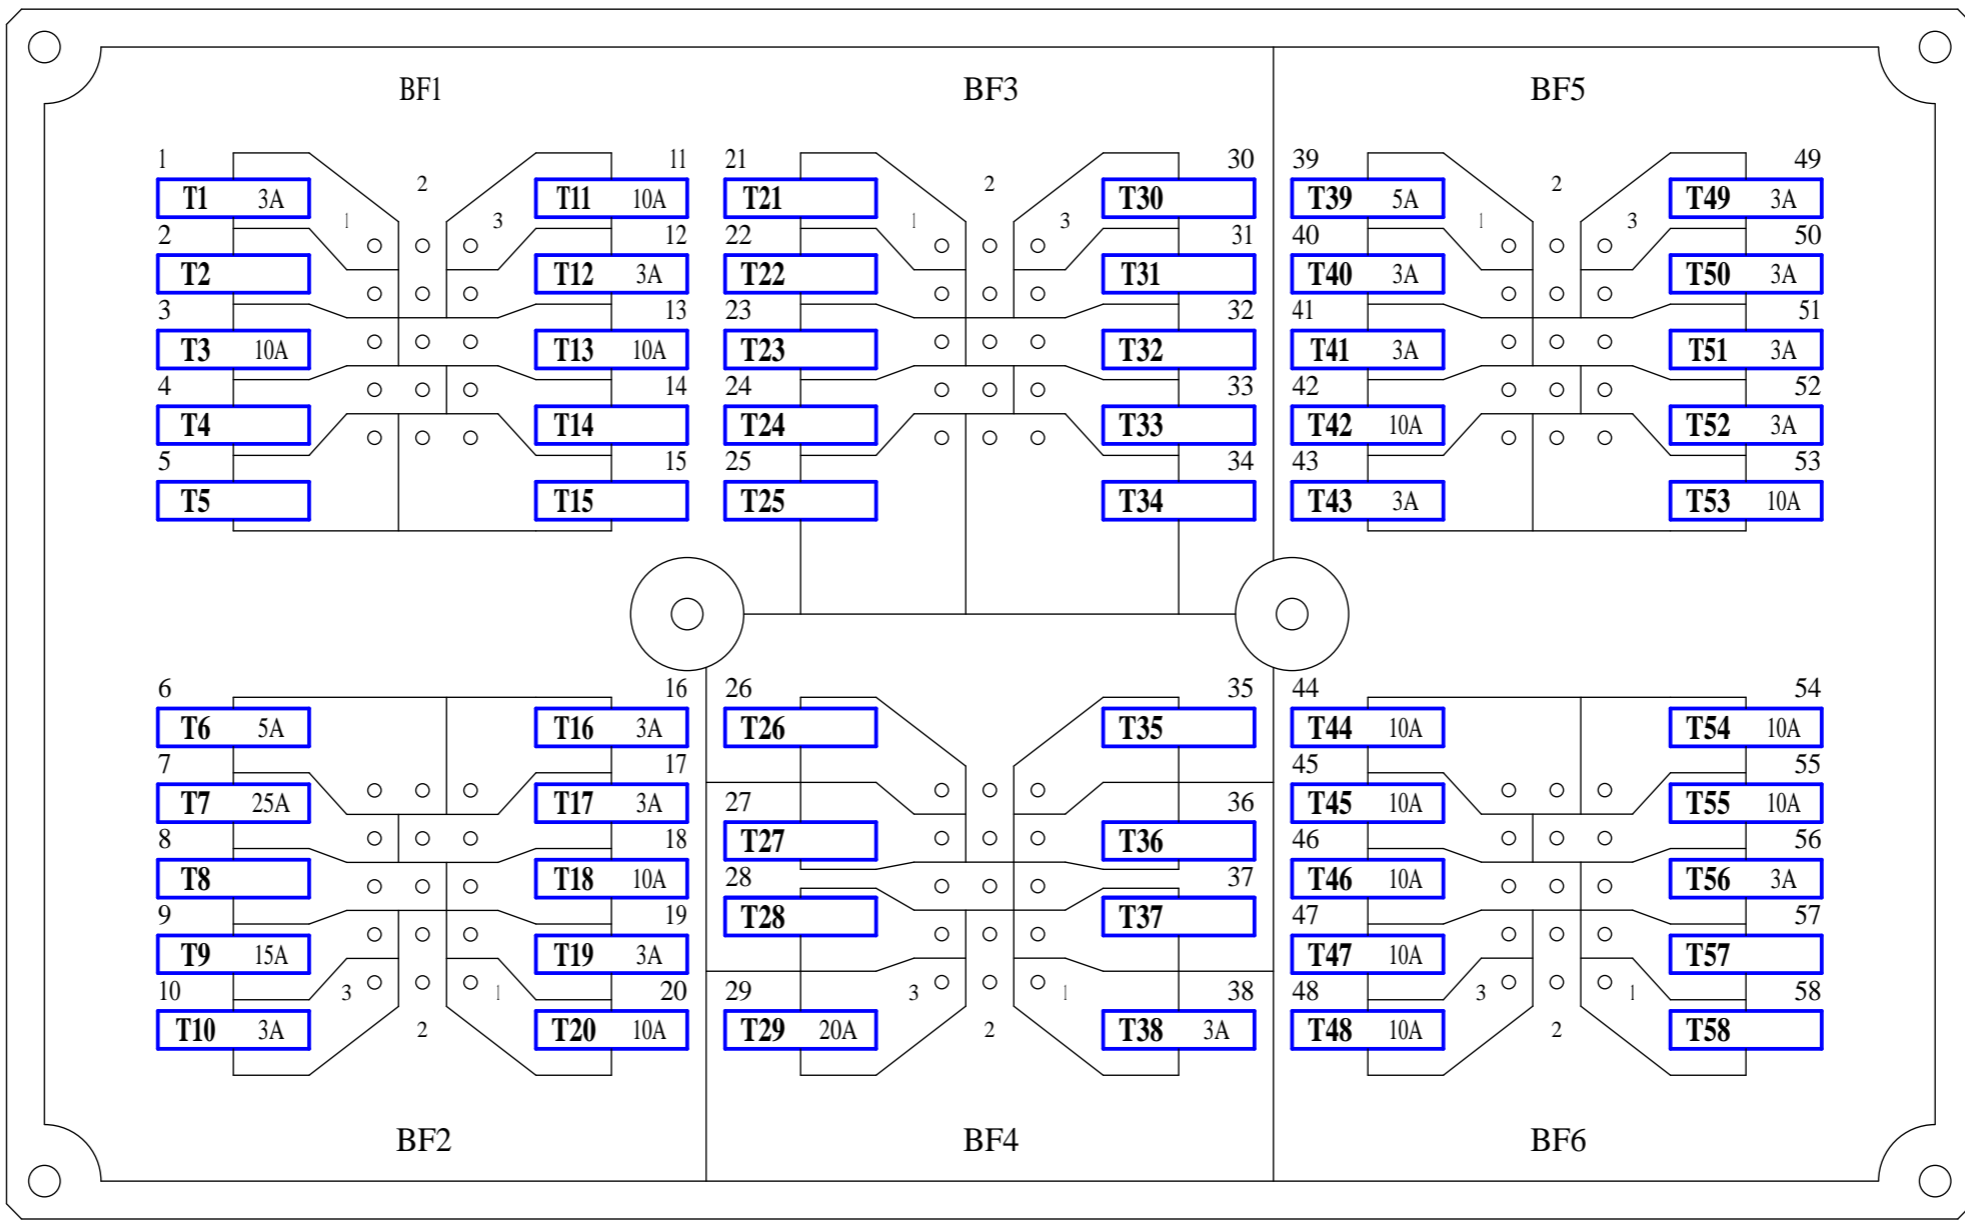 BF1 BF3 BF5
1 11 21 30 39 49
2 2 2
T1 3A T11 10A T21 T30 T39 5A T49 3A
1 3 1 3 1 3
2 12 22 31 40 50
T2 T12 3A T22 T31 T40 3A T50 3A
3 13 23 32 41 51
T3 10A T13 10A T23 T32 T41 3A T51 3A
4 14 24 33 42 52
T4 T14 T24 T33 T42 10A T52 3A
5 15 25 34 43 53
T5 T15 T25 T34 T43 3A T53 10A
6 16 26 35 44 54
T6 5A T16 3A T26 T35 T44 10A T54 10A
7 17 45 55
T7 25A T17 3A T45 10A T55 10A
27 36
T27 T36
8 18 46 56
T8 T18 10A T46 10A T56 3A
28 37
T28 T37
9 19 47 57
T9 15A T19 3A T47 10A T57
10 3 1 20 29 3 1 38 48 3 1 58
T10 3A 2 T20 10A T29 20A 2 T38 3A T48 10A 2 T58
BF2 BF4 BF6